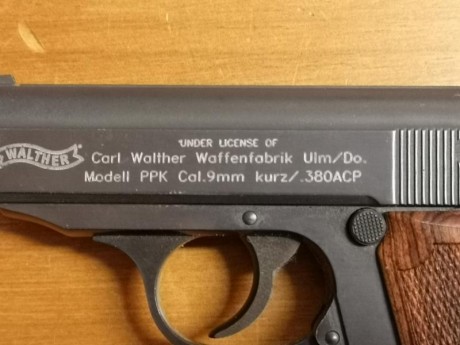 WALTHER
UNDER LICENSE OF
Carl Walther Waffenfabrik Ulm/Do.
Modell PPK Cal.9mm kurz/.380ACP